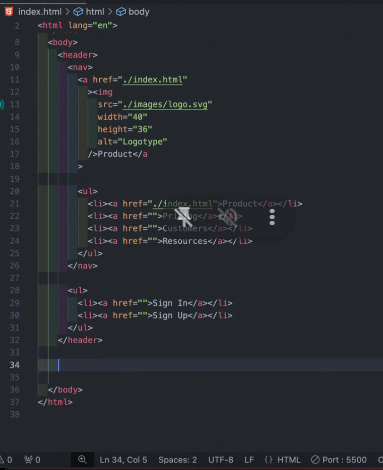 index.html > html > body
2 <html lang="en">
8 <body>
9 <header>
10 <nav>
11 <a href="./index.html"
12 ><img
13 src="./images/logo.svg"
14 width="40"
15 height="36"
16 alt="Logotype"
17 />Product</a
18 >
19
20 <ul>
21 <li><a href="./index.html">Product</a></li>
22 <li><a href="">Pricing</a></li>
23 <li><a href="">Customers</a></li>
24 <li><a href="">Resources</a></li>
25 </ul>
26 </nav>
27
28 <ul>
29 <li><a href="">Sign In</a></li>
30 <li><a href="">Sign Up</a></li>
31 </ul>
32 </header>
33
34
35
36 </body>
37 </html>
38
0 0 Ln 34, Col 5 Spaces: 2 UTF-8 LF {} HTML Port : 5500